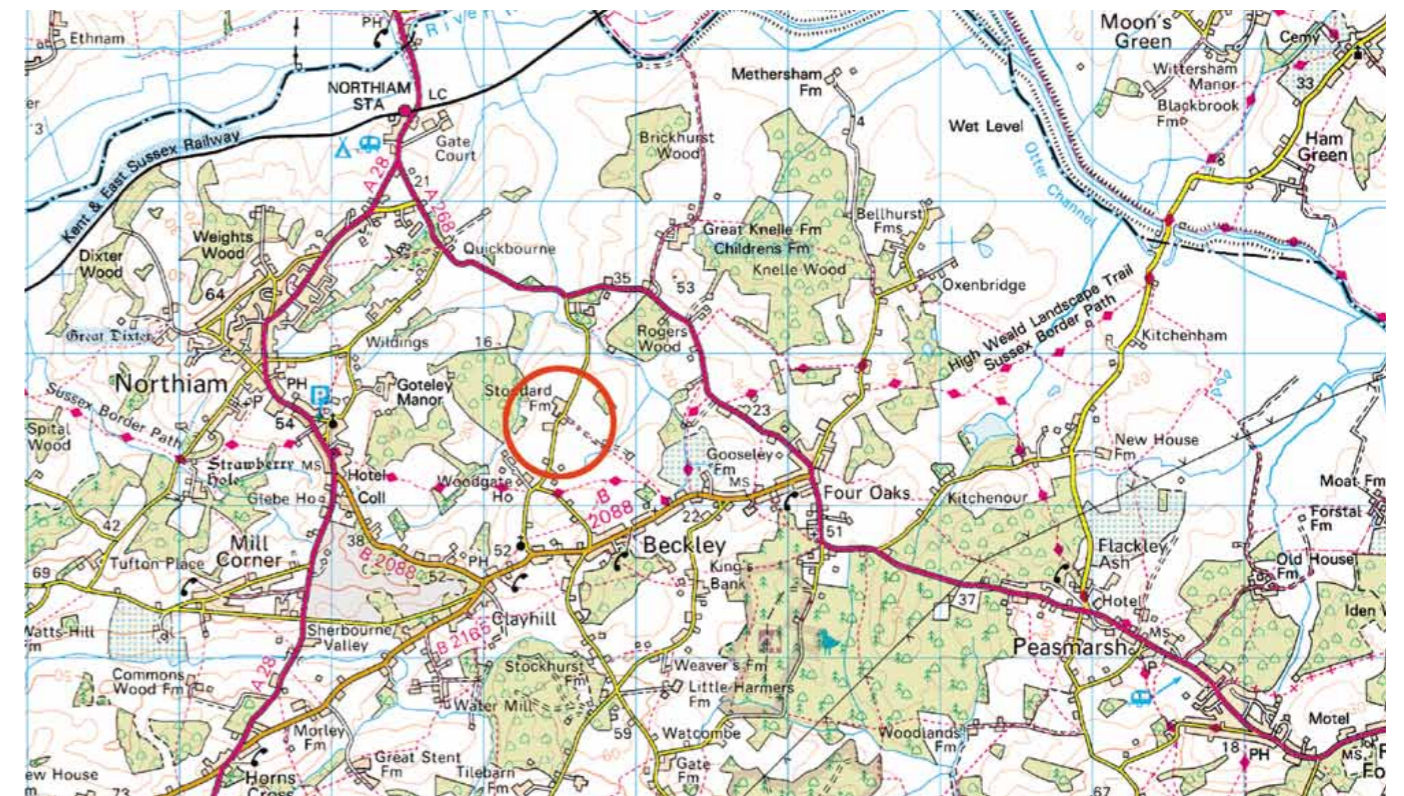 PH
River
Moon's
Green
Cemy
Ethnam
Methersham
Fm
Wittersham
Manor
33
NORTHIAM
STA
LC
Blackbrook
Fm
3
Kent & East Sussex Railway
Gate
Court
Brickhurst
Wood
4
Wet Level
Ham
Green
Otter Channel
A 28
21
A 268
Bellhurst
Fms
Weights
Wood
Quickbourne
Great Knelle Fm
Childrens Fm
Knelle Wood
Dixter
Wood
35
53
Oxenbridge
64
High Weald Landscape Trail
Sussex Border Path
Great Dixter
Rogers
Wood
Kitchenham
Wildings
16
Northiam
PH
P
Goteley
Manor
Stoddard
Fm
Sussex Border Path
54
223
Spital
Wood
New House
Fm
Gooseley
Fm
Strawberry
Hole
MS
Hotel
Woodgate
Ho
MS
Moat Fm
Glebe Ho
Coll
B
2088
Four Oaks
Kitchenour
22
Forstal
Fm
42
38
B 2088
Mill
Corner
52
Beckley
51
Flackley
Ash
Tufton Place
52
PH
King's
Bank
Old House
Fm
69
37
Hotel
Clayhill
Iden
Watts-Hill
Sherbourne
Valley
B 2165
Peasmarsh
MS
P
Stockhurst
Fm
Weaver's Fm
Commons
Wood Fm
A 28
Little Harmers
Fm
Water Mill
Morley
Fm
59
Watcombe
Woodlands
Fm
Motel
18
PH
MS
Great Stent
Fm
Tilebarn
Fm
Gate
Fm
Horns
Cross
73
67